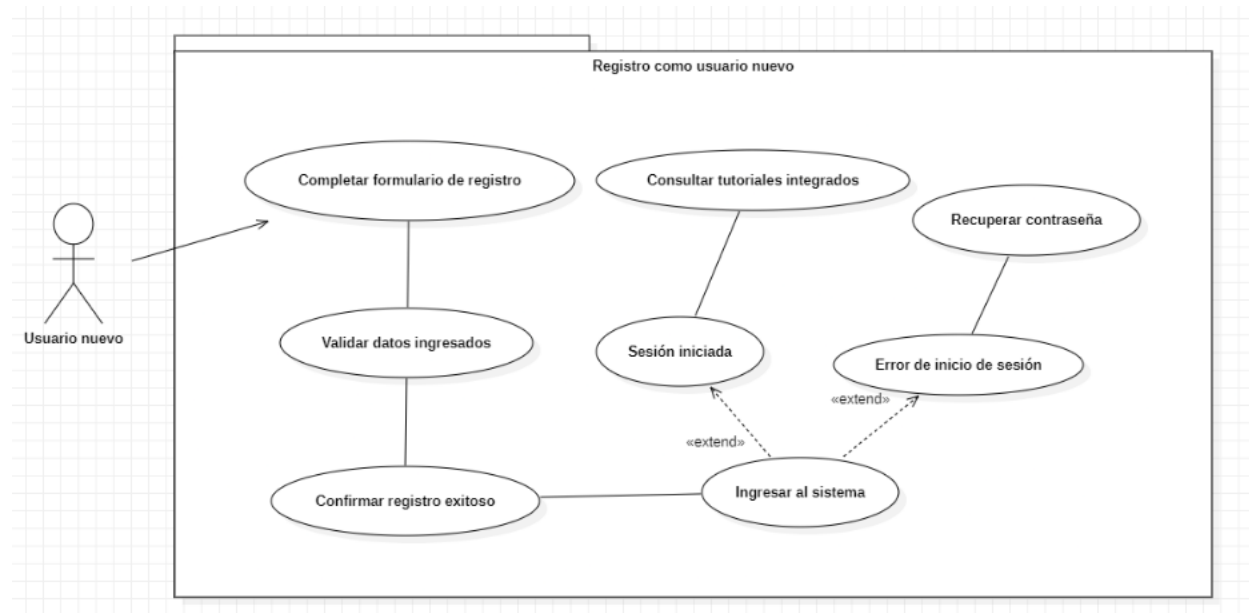 Registro como usuario nuevo
Completar formulario de registro
Consultar tutoriales integrados
Recuperar contraseña
Usuario nuevo
Validar datos ingresados
Sesión iniciada
Error de inicio de sesión
«extend»
«extend»
Confirmar registro exitoso
Ingresar al sistema